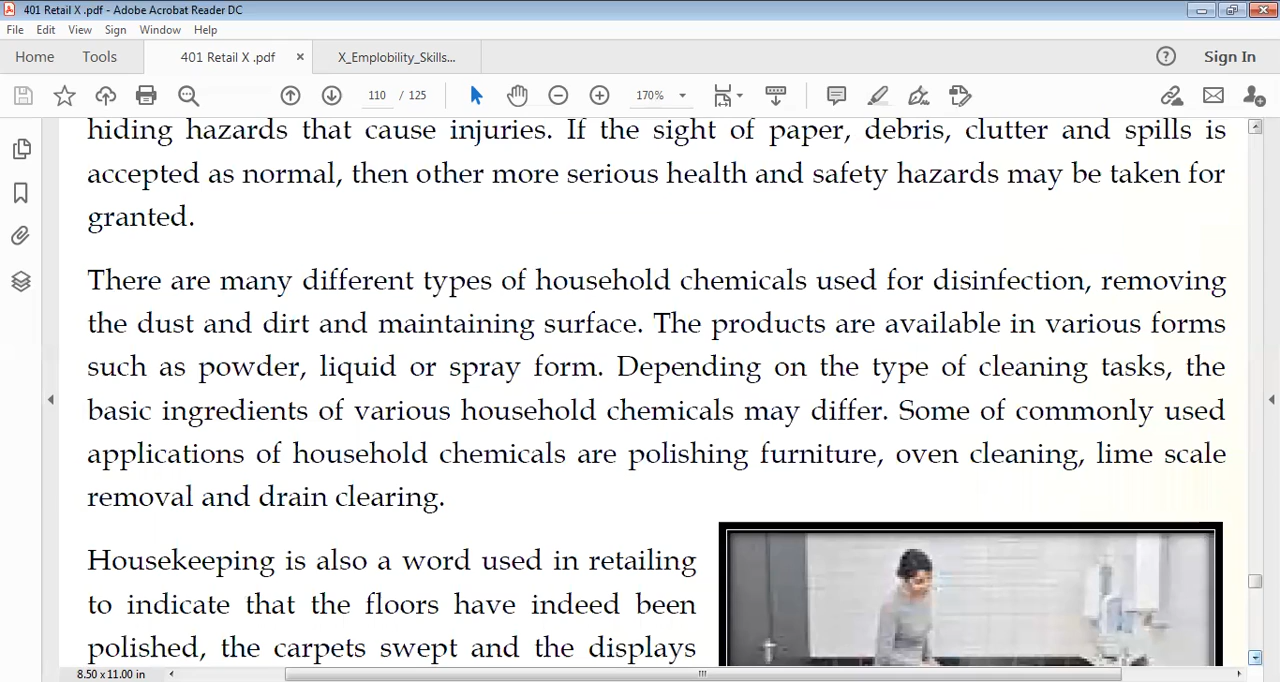 401 Retail X .pdf - Adobe Acrobat Reader DC
File Edit View Sign Window Help
Home Tools 401 Retail X .pdf × X_Emplobility_Skills... ? Sign In
110 / 125 170%
hiding hazards that cause injuries. If the sight of paper, debris, clutter and spills is
accepted as normal, then other more serious health and safety hazards may be taken for
granted.
There are many different types of household chemicals used for disinfection, removing
the dust and dirt and maintaining surface. The products are available in various forms
such as powder, liquid or spray form. Depending on the type of cleaning tasks, the
basic ingredients of various household chemicals may differ. Some of commonly used
applications of household chemicals are polishing furniture, oven cleaning, lime scale
removal and drain clearing.
Housekeeping is also a word used in retailing
to indicate that the floors have indeed been
polished, the carpets swept and the displays
8.50 x 11.00 in